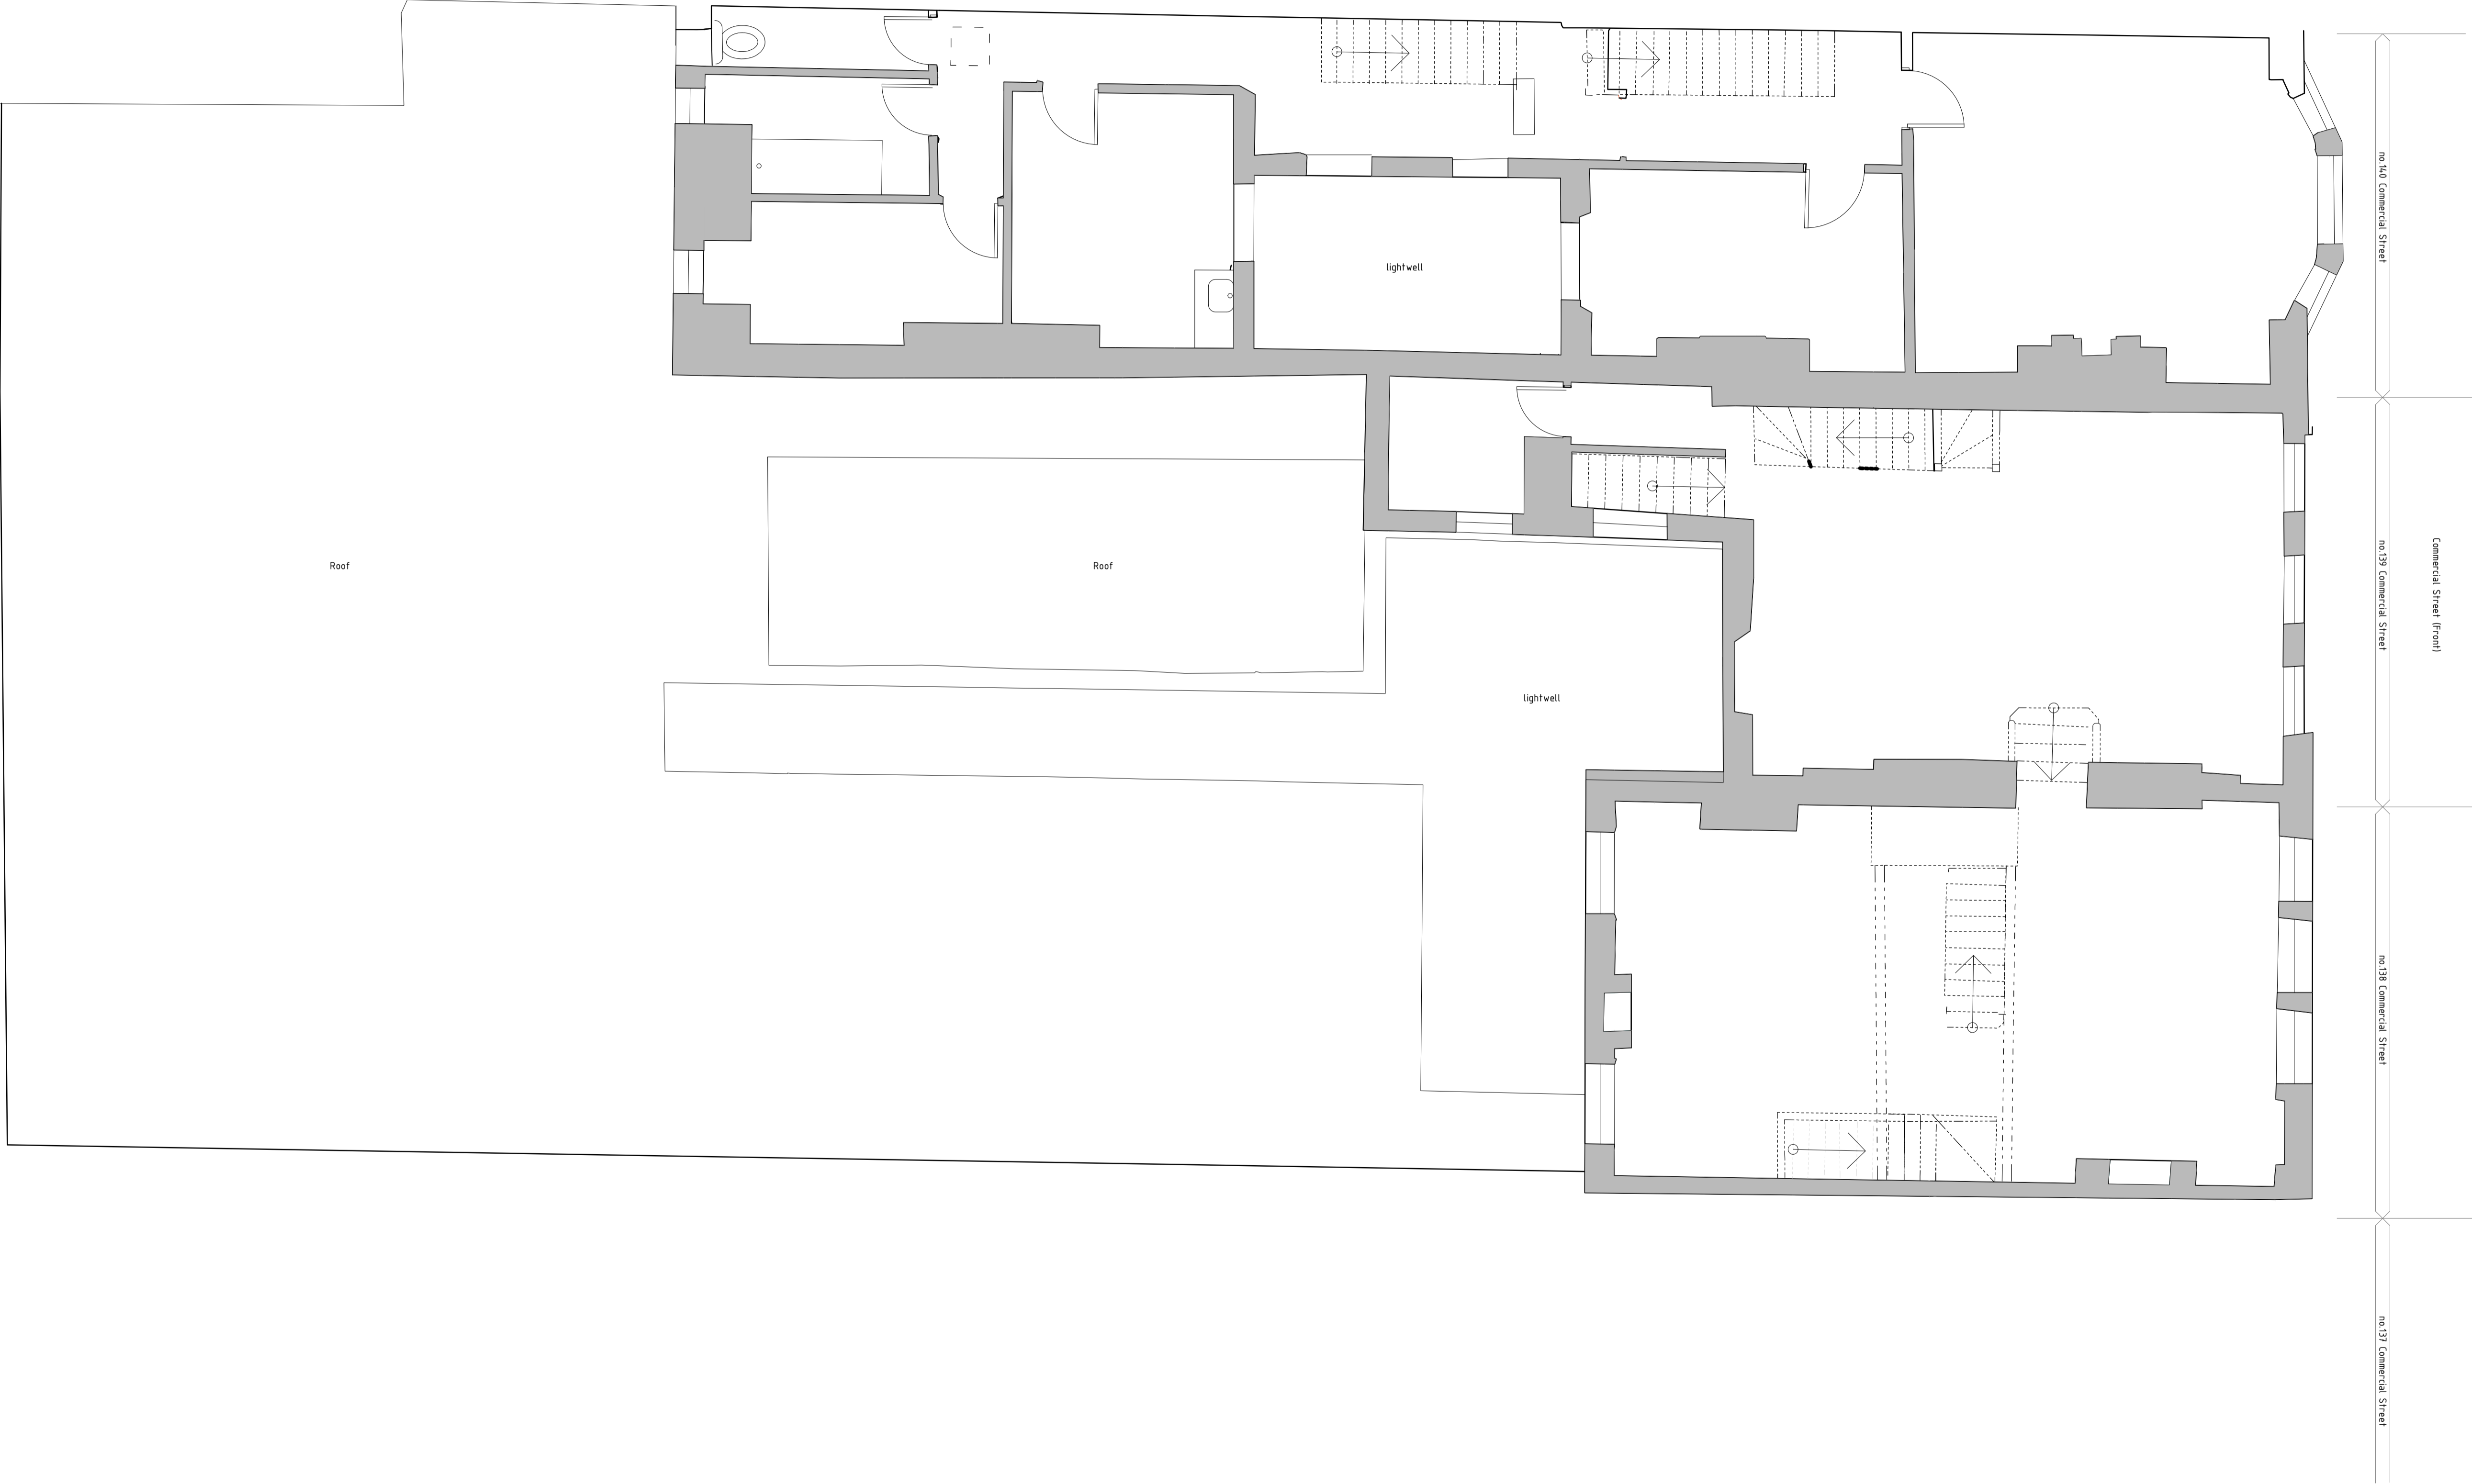 lightwell
Roof
Roof
lightwell
no.140 Commercial Street
no.139 Commercial Street
Commercial Street (Front)
no.138 Commercial Street
no.137 Commercial Street